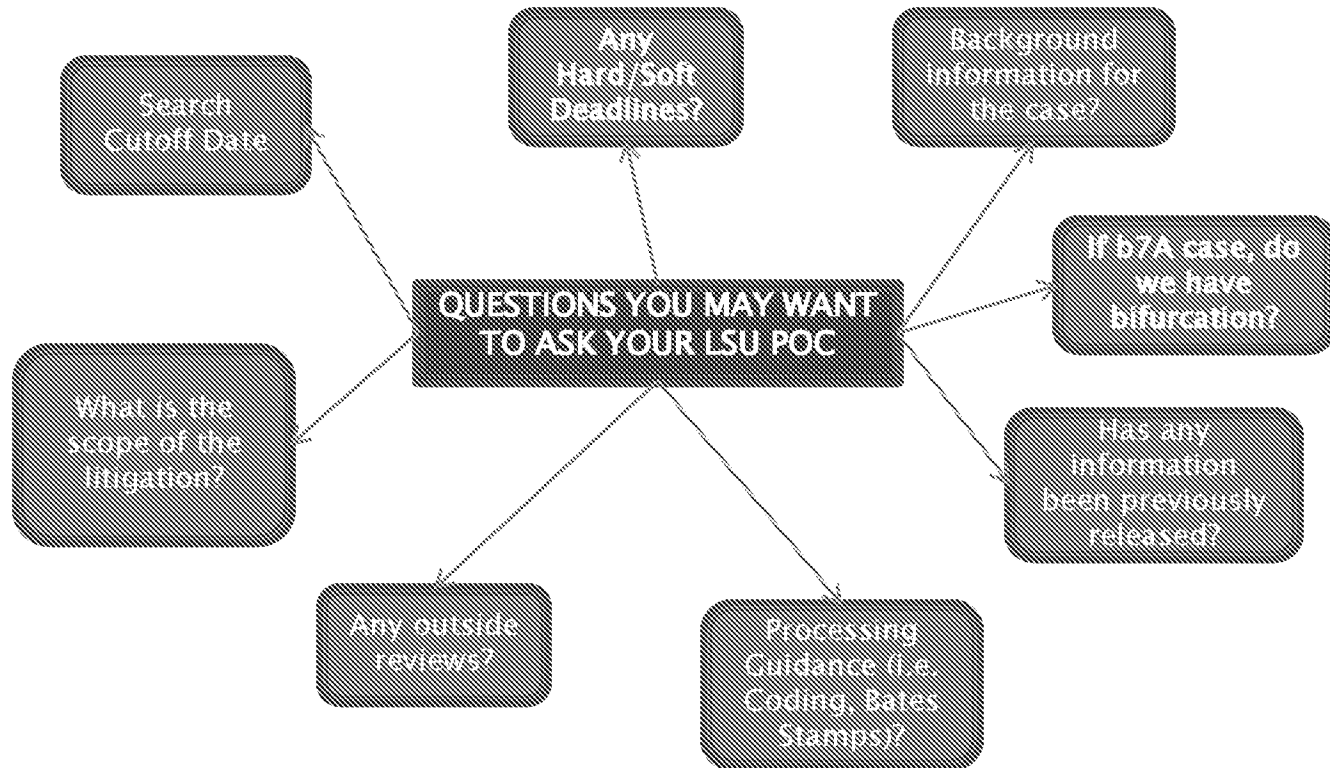 Any
Hard/Soft
Deadlines?
Background
information for
the case?
Search
Cutoff Date
If b7A case, do
we have
bifurcation?
QUESTIONS YOU MAY WANT
TO ASK YOUR LSU POC
What is the
scope of the
litigation?
Has any
information
been previously
released?
Any outside
reviews?
Processing
Guidance (i.e.
Coding, Bates
Stamps)?